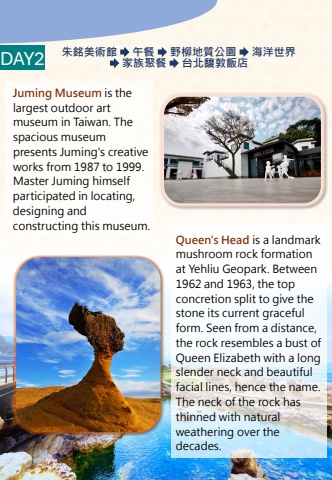 DAY2
朱銘美術館 ➡ 午餐 ➡ 野柳地質公園 ➡ 海洋世界
➡ 家族聚餐 ➡ 台北馥敦飯店
Juming Museum is the
largest outdoor art
museum in Taiwan. The
spacious museum
presents Juming's creative
works from 1987 to 1999.
Master Juming himself
participated in locating,
designing and
constructing this museum.
Queen's Head is a landmark
mushroom rock formation
at Yehliu Geopark. Between
1962 and 1963, the top
concretion split to give the
stone its current graceful
form. Seen from a distance,
the rock resembles a bust of
Queen Elizabeth with a long
slender neck and beautiful
facial lines, hence the name.
The neck of the rock has
thinned with natural
weathering over the
decades.